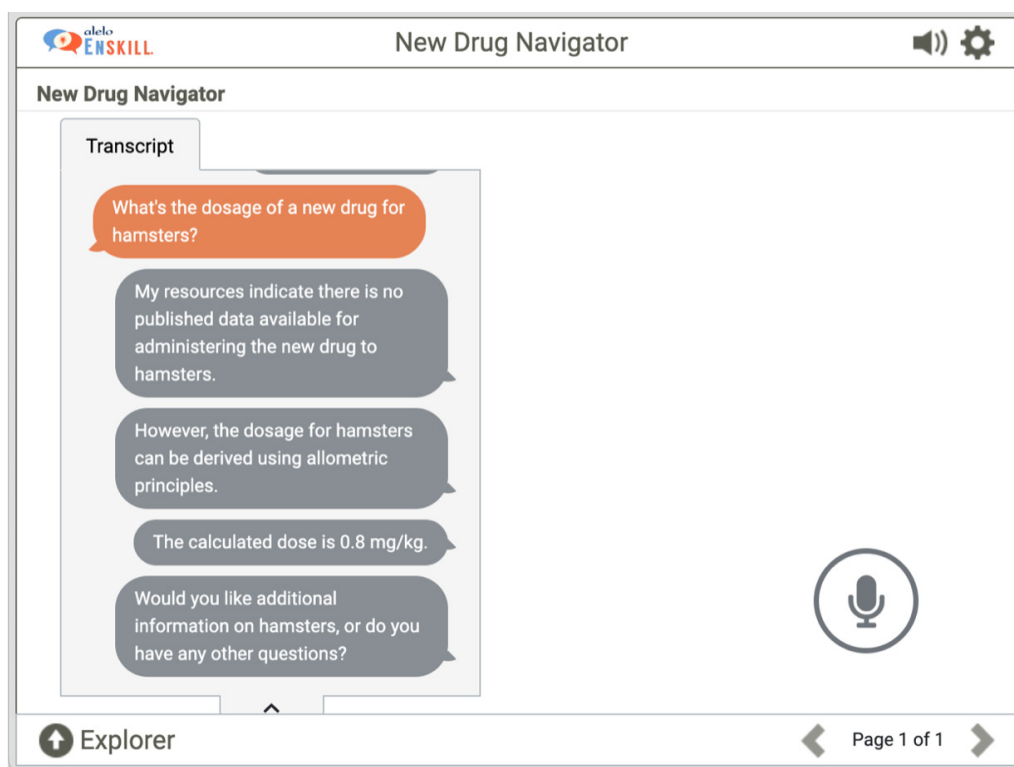 alelo
ENSKILL.
New Drug Navigator
New Drug Navigator
Transcript
What's the dosage of a new drug for
hamsters?
My resources indicate there is no
published data available for
administering the new drug to
hamsters.
However, the dosage for hamsters
can be derived using allometric
principles.
The calculated dose is 0.8 mg/kg.
Would you like additional
information on hamsters, or do you
have any other questions?
Explorer
Page 1 of 1